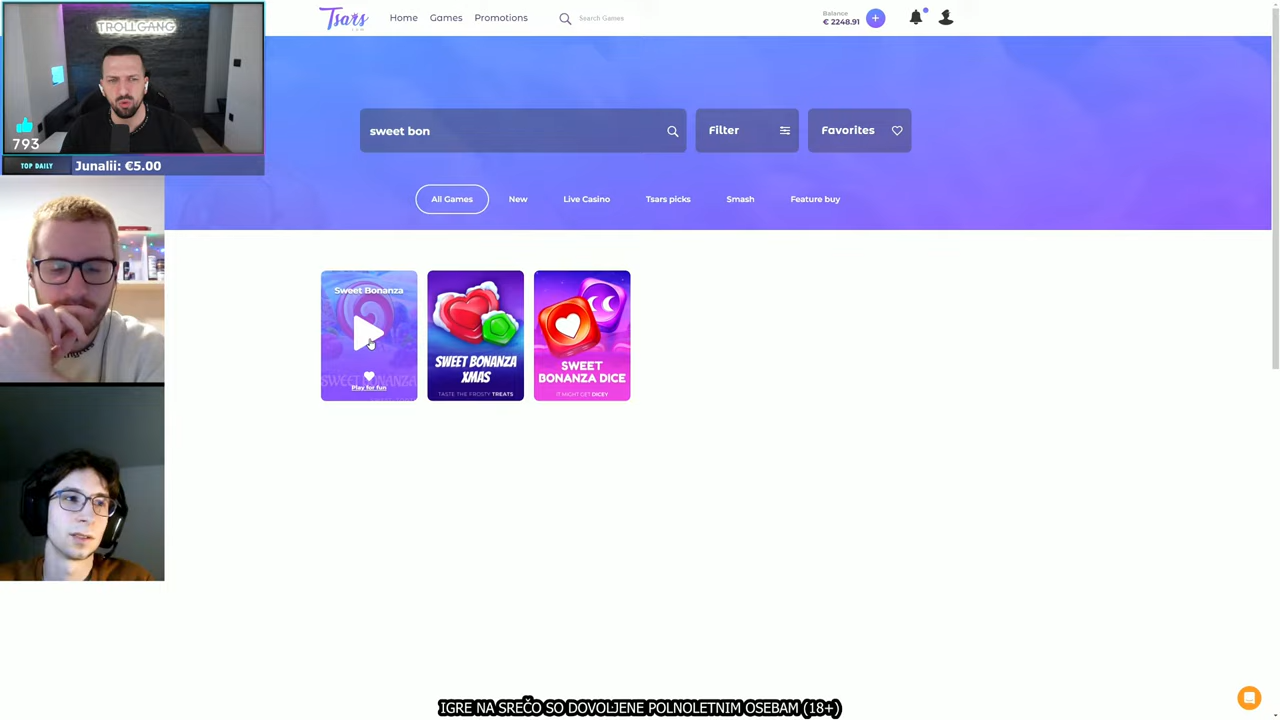 TROLLGANG
793
TOP DAILY
Junalii: €5.00
Tsars
.com
Home
Games
Promotions
Search Games
Balance
€ 2248.91
+
sweet bon
Filter
Favorites
All Games
New
Live Casino
Tsars picks
Smash
Feature buy
Sweet Bonanza
Play for fun
SWEET BONANZA
SWEET BONANZA
XMAS
TASTE THE FROSTY TREATS
SWEET
BONANZA DICE
IT MIGHT GET DICEY
IGRE NA SREČO SO DOVOLJENE POLNOLETNIM OSEBAM (18+)